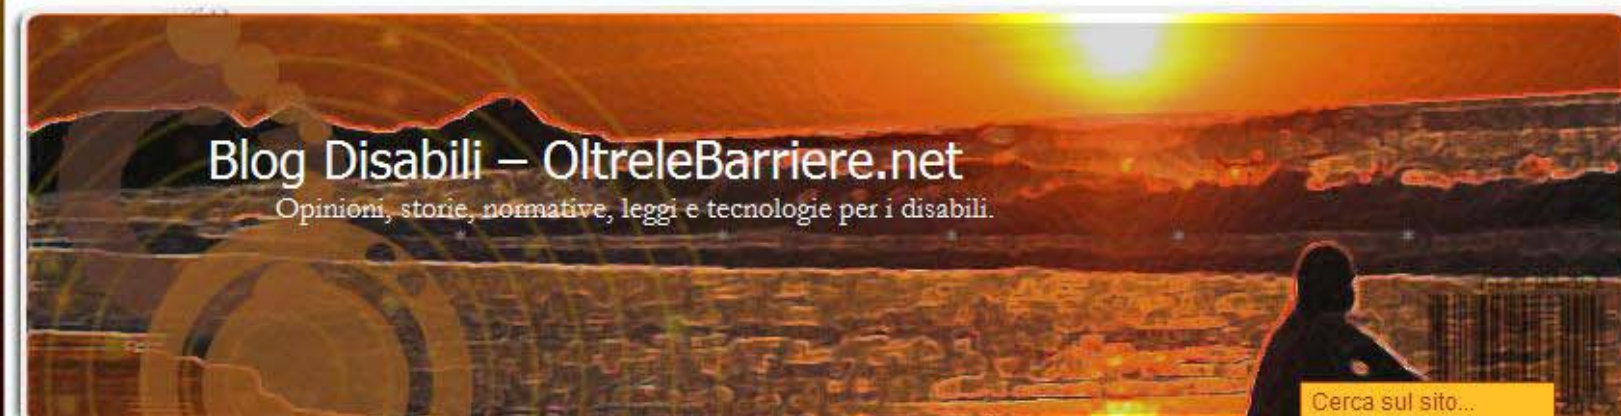 Blog Disabili – OltreleBarriere.net
Opinioni, storie, normative, leggi e tecnologie per i disabili.
Cerca sul sito...